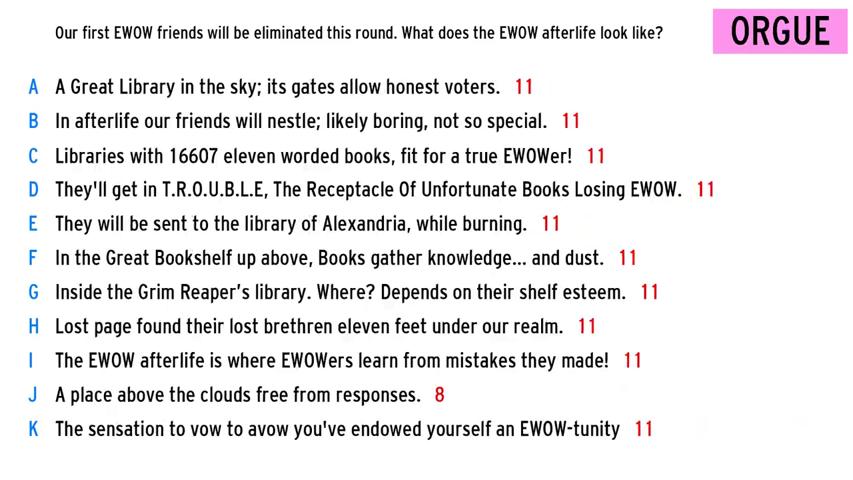 Our first EWOW friends will be eliminated this round. What does the EWOW afterlife look like?
ORGUE
A A Great Library in the sky; its gates allow honest voters. 11
B In afterlife our friends will nestle; likely boring, not so special. 11
C Libraries with 16607 eleven worded books, fit for a true EWOWer! 11
D They'll get in T.R.O.U.B.L.E, The Receptacle Of Unfortunate Books Losing EWOW. 11
E They will be sent to the library of Alexandria, while burning. 11
F In the Great Bookshelf up above, Books gather knowledge... and dust. 11
G Inside the Grim Reaper's library. Where? Depends on their shelf esteem. 11
H Lost page found their lost brethren eleven feet under our realm. 11
I The EWOW afterlife is where EWOWers learn from mistakes they made! 11
J A place above the clouds free from responses. 8
K The sensation to vow to avow you've endowed yourself an EWOW-tunity 11